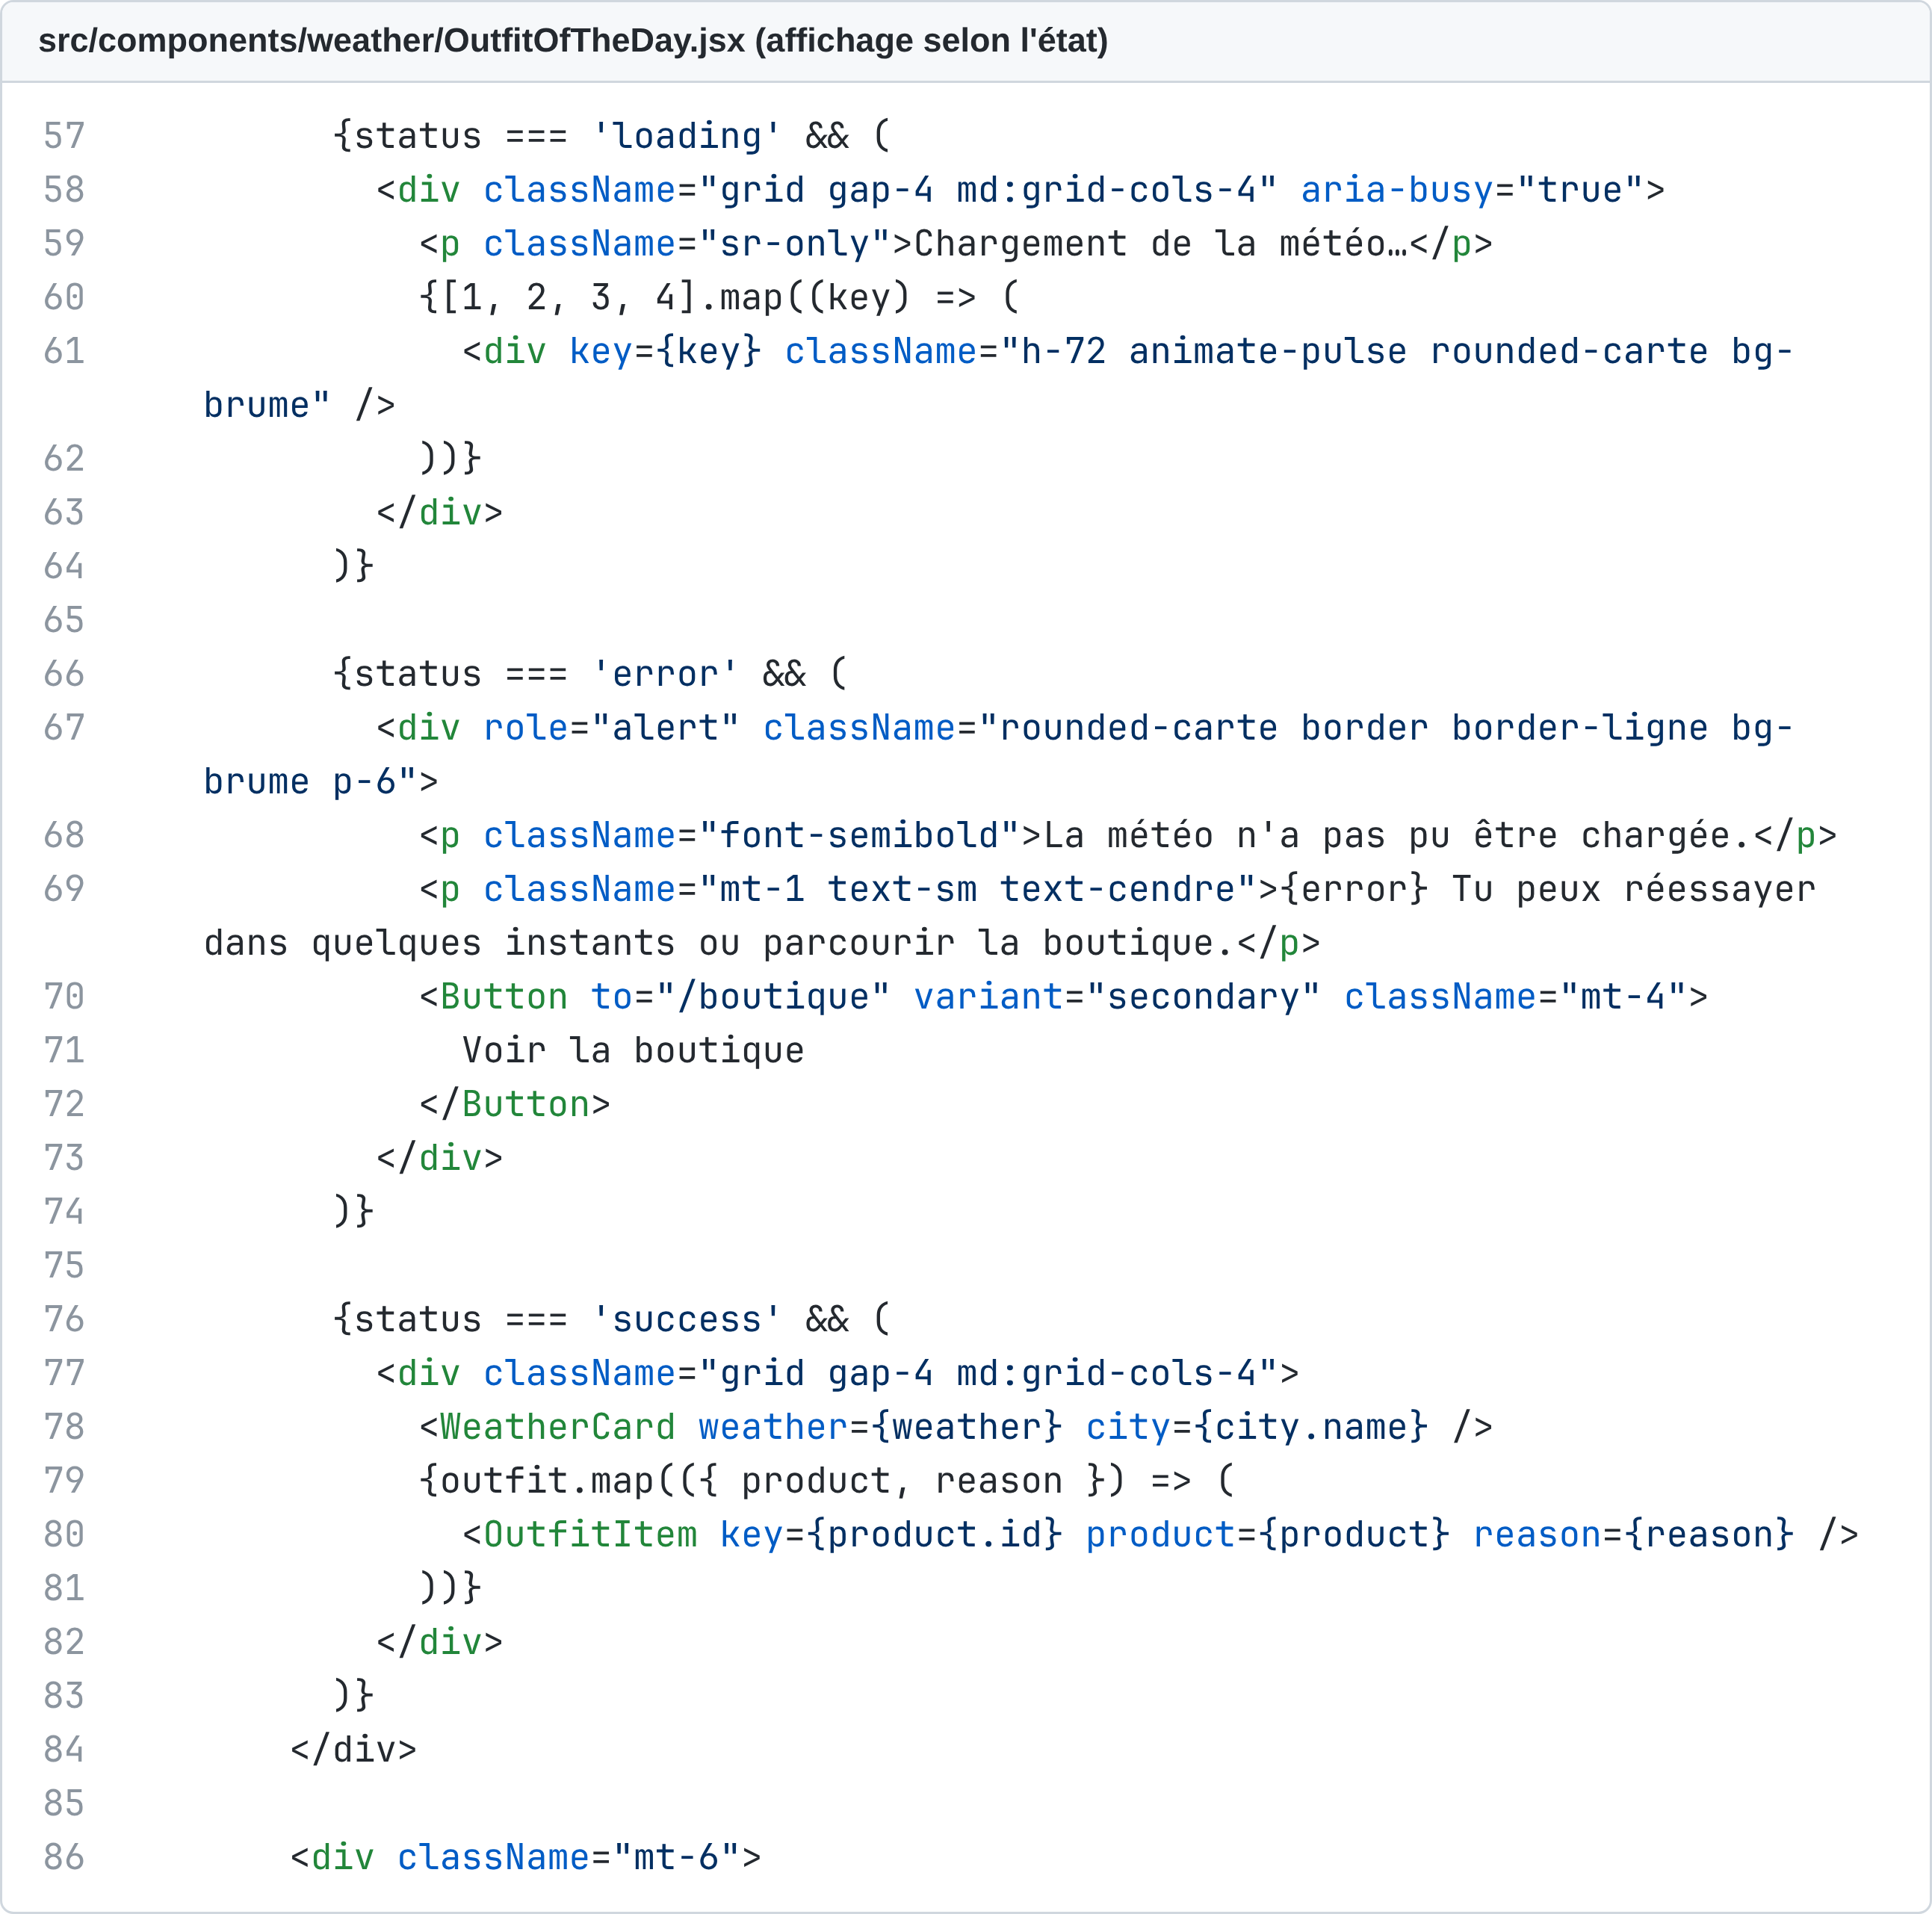 src/components/weather/OutfitOfTheDay.jsx (affichage selon l'état)
57 {status === 'loading' && (
58 <div className="grid gap-4 md:grid-cols-4" aria-busy="true">
59 <p className="sr-only">Chargement de la météo…</p>
60 {[1, 2, 3, 4].map((key) => (
61 <div key={key} className="h-72 animate-pulse rounded-carte bg-
brume" />
62 ))}
63 </div>
64 )}
65
66 {status === 'error' && (
67 <div role="alert" className="rounded-carte border border-ligne bg-
brume p-6">
68 <p className="font-semibold">La météo n'a pas pu être chargée.</p>
69 <p className="mt-1 text-sm text-cendre">{error} Tu peux réessayer
dans quelques instants ou parcourir la boutique.</p>
70 <Button to="/boutique" variant="secondary" className="mt-4">
71 Voir la boutique
72 </Button>
73 </div>
74 )}
75
76 {status === 'success' && (
77 <div className="grid gap-4 md:grid-cols-4">
78 <WeatherCard weather={weather} city={city.name} />
79 {outfit.map(({ product, reason }) => (
80 <OutfitItem key={product.id} product={product} reason={reason} />
81 ))}
82 </div>
83 )}
84 </div>
85
86 <div className="mt-6">